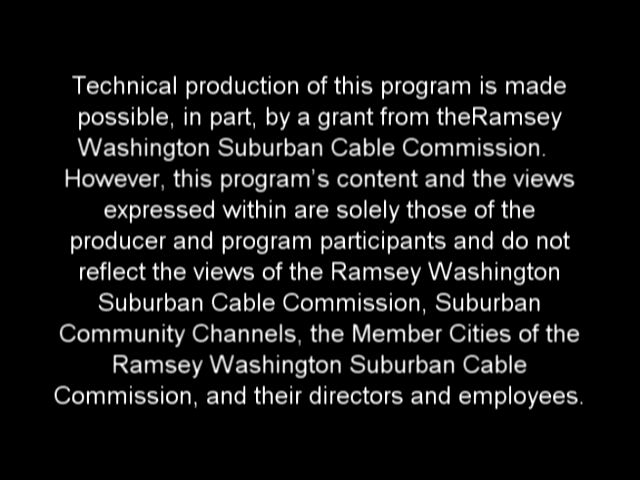 Technical production of this program is made
possible, in part, by a grant from theRamsey
Washington Suburban Cable Commission.
However, this program's content and the views
expressed within are solely those of the
producer and program participants and do not
reflect the views of the Ramsey Washington
Suburban Cable Commission, Suburban
Community Channels, the Member Cities of the
Ramsey Washington Suburban Cable
Commission, and their directors and employees.